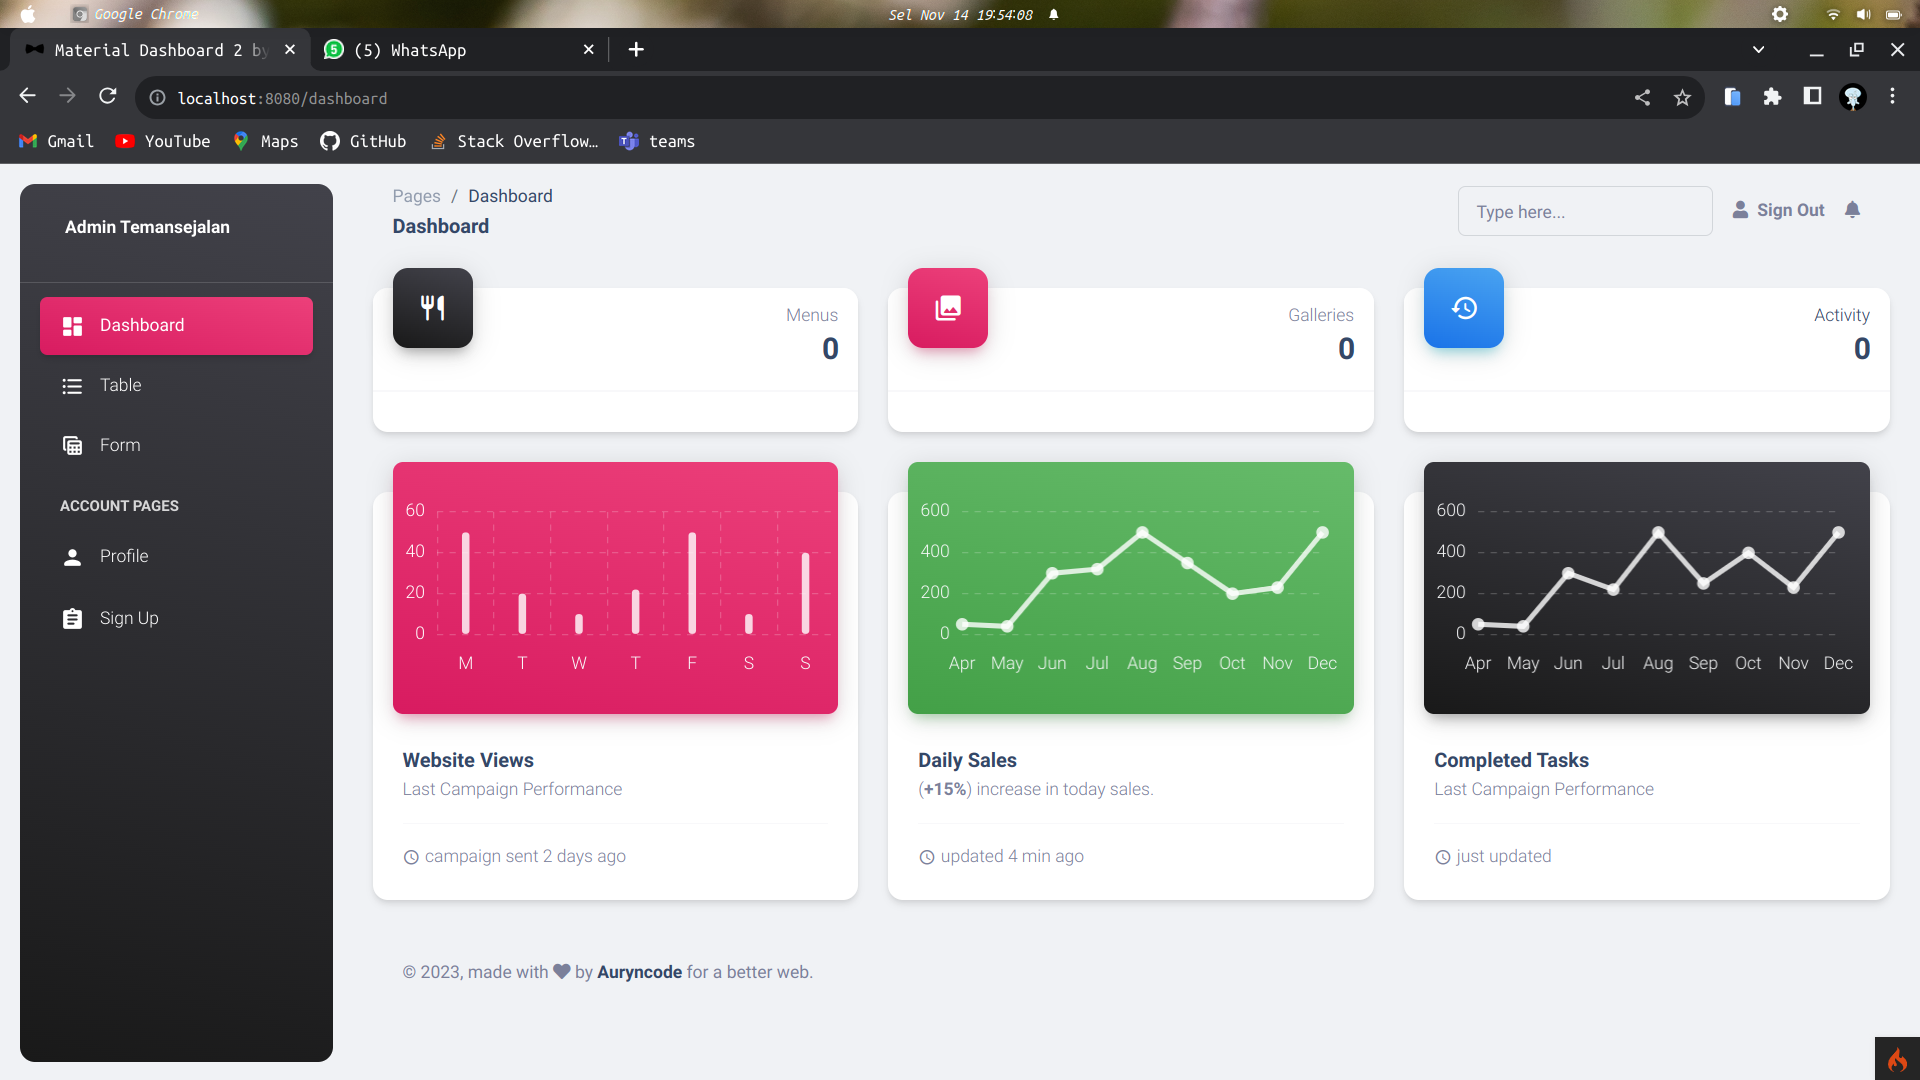 Google Chrome
Sel Nov 14 19:54:08
Material Dashboard 2 by
(5) WhatsApp
localhost:8080/dashboard
Gmail
YouTube
Maps
GitHub
Stack Overflow…
teams
Admin Temansejalan
Dashboard
Table
Form
ACCOUNT PAGES
Profile
Sign Up
Pages / Dashboard
Dashboard
Type here...
Sign Out
Menus
0
Galleries
0
Activity
0
60
40
20
0
M T W T F S S
Website Views
Last Campaign Performance
campaign sent 2 days ago
600
400
200
0
Apr May Jun Jul Aug Sep Oct Nov Dec
Daily Sales
(+15%) increase in today sales.
updated 4 min ago
600
400
200
0
Apr May Jun Jul Aug Sep Oct Nov Dec
Completed Tasks
Last Campaign Performance
just updated
© 2023, made with by Auryncode for a better web.